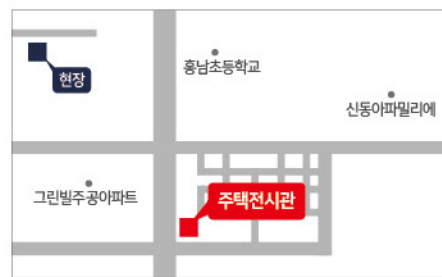 흥남초등학교
현장
신동아파밀리에
그린빌주공아파트
주택전시관